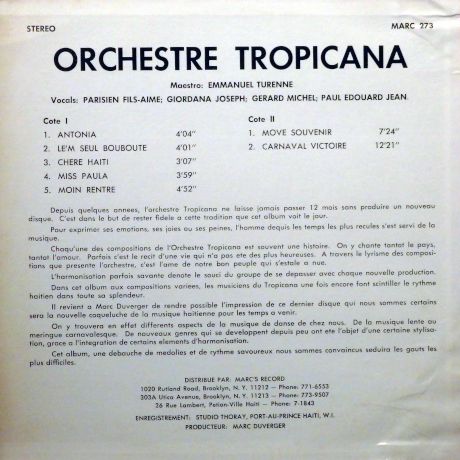 STEREO MARC 273
ORCHESTRE TROPICANA
Maestro: EMMANUEL TURENNE
Vocals: PARISIEN FILS-AIME; GIORDANA JOSEPH; GERARD MICHEL; PAUL EDOUARD JEAN.
Cote I
1. ANTONIA 4'04"
2. LE'M SEUL BOUBOUTE 4'01"
3. CHERE HAITI 3'07"
4. MISS PAULA 3'59"
5. MOIN RENTRE 4'52"
Cote II
1. MOVE SOUVENIR 7'24"
2. CARNAVAL VICTOIRE 12'21"
Depuis quelques annees, l'orchestre Tropicana ne laisse jamais passer 12 mois sans produire un nouveau
disque. C'est dans le but de rester fidele a cette tradition que cet album voit le jour.
Pour exprimer ses emotions, ses joies ou ses peines, l'homme dequis les temps les plus recules s'est servi de la
musique.
Chaqu'une des compositions de l'Orchestre Tropicana est souvent une histoire. On y chante tantot le pays,
tantot l'amour. Parfois c'est le recit d'une vie qui n'a pas ete des plus heureuses. A travers le lyrisme des composi-
tions que presente l'orchestre, c'est l'ame de notre bon peuple qui s'estale a nue.
L'harmonisation parfois savante denote le sauci du groupe de se depasser avec chaque nouvelle production.
Dans cet album aux compositions variees, les musiciens du Tropicana une fois encore font scintiller le rythme
haitien dans toute sa splendeur.
Il revient a Marc Duverger de rendre possible l'impression de ce dernier disque qui nous sommes certains
sera la nouvelle caqueluche de la musique haitienne pour les temps a venir.
On y trouvera en effet differents aspects de la musique de danse de chez nous. De la musique lente au
meringue carnavalesque. De nouveaux genres qui se developpent depuis peu ont ete l'objet d'une certaine stylisa-
tion, grace a l'integration de certains elements d'harmonisation.
Cet album, une debauche de melodies et de rythme savoureux nous sommes convaincus seduira les gouts les
plus difficiles.
DISTRIBUE PAR: MARC'S RECORD
1020 Rutland Road, Brooklyn, N. Y. 11212 — Phone: 771-6553
303A Utica Avenue, Brooklyn, N. Y. 11213 — Phone: 773-9507
26 Rue Lambert, Petion-Ville Haiti — Phone: 7-1843
ENREGISTREMENT: STUDIO THORAY, PORT-AU-PRINCE HAITI, W.I.
PRODUCTEUR: MARC DUVERGER